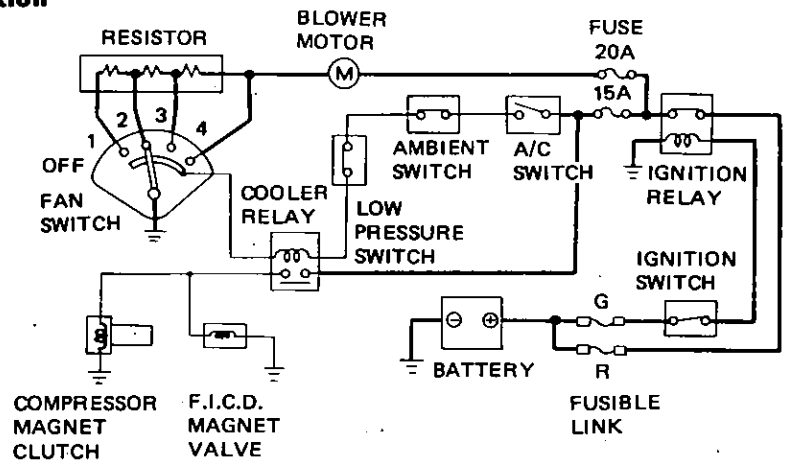 tion
BLOWER
MOTOR
FUSE
20A
RESISTOR
M
15A
1
2
3
4
OFF
FAN
SWITCH
AMBIENT
SWITCH
A/C
SWITCH
IGNITION
RELAY
COOLER
RELAY
LOW
PRESSURE
SWITCH
IGNITION
SWITCH
G
BATTERY
R
COMPRESSOR
MAGNET
CLUTCH
F.I.C.D.
MAGNET
VALVE
FUSIBLE
LINK